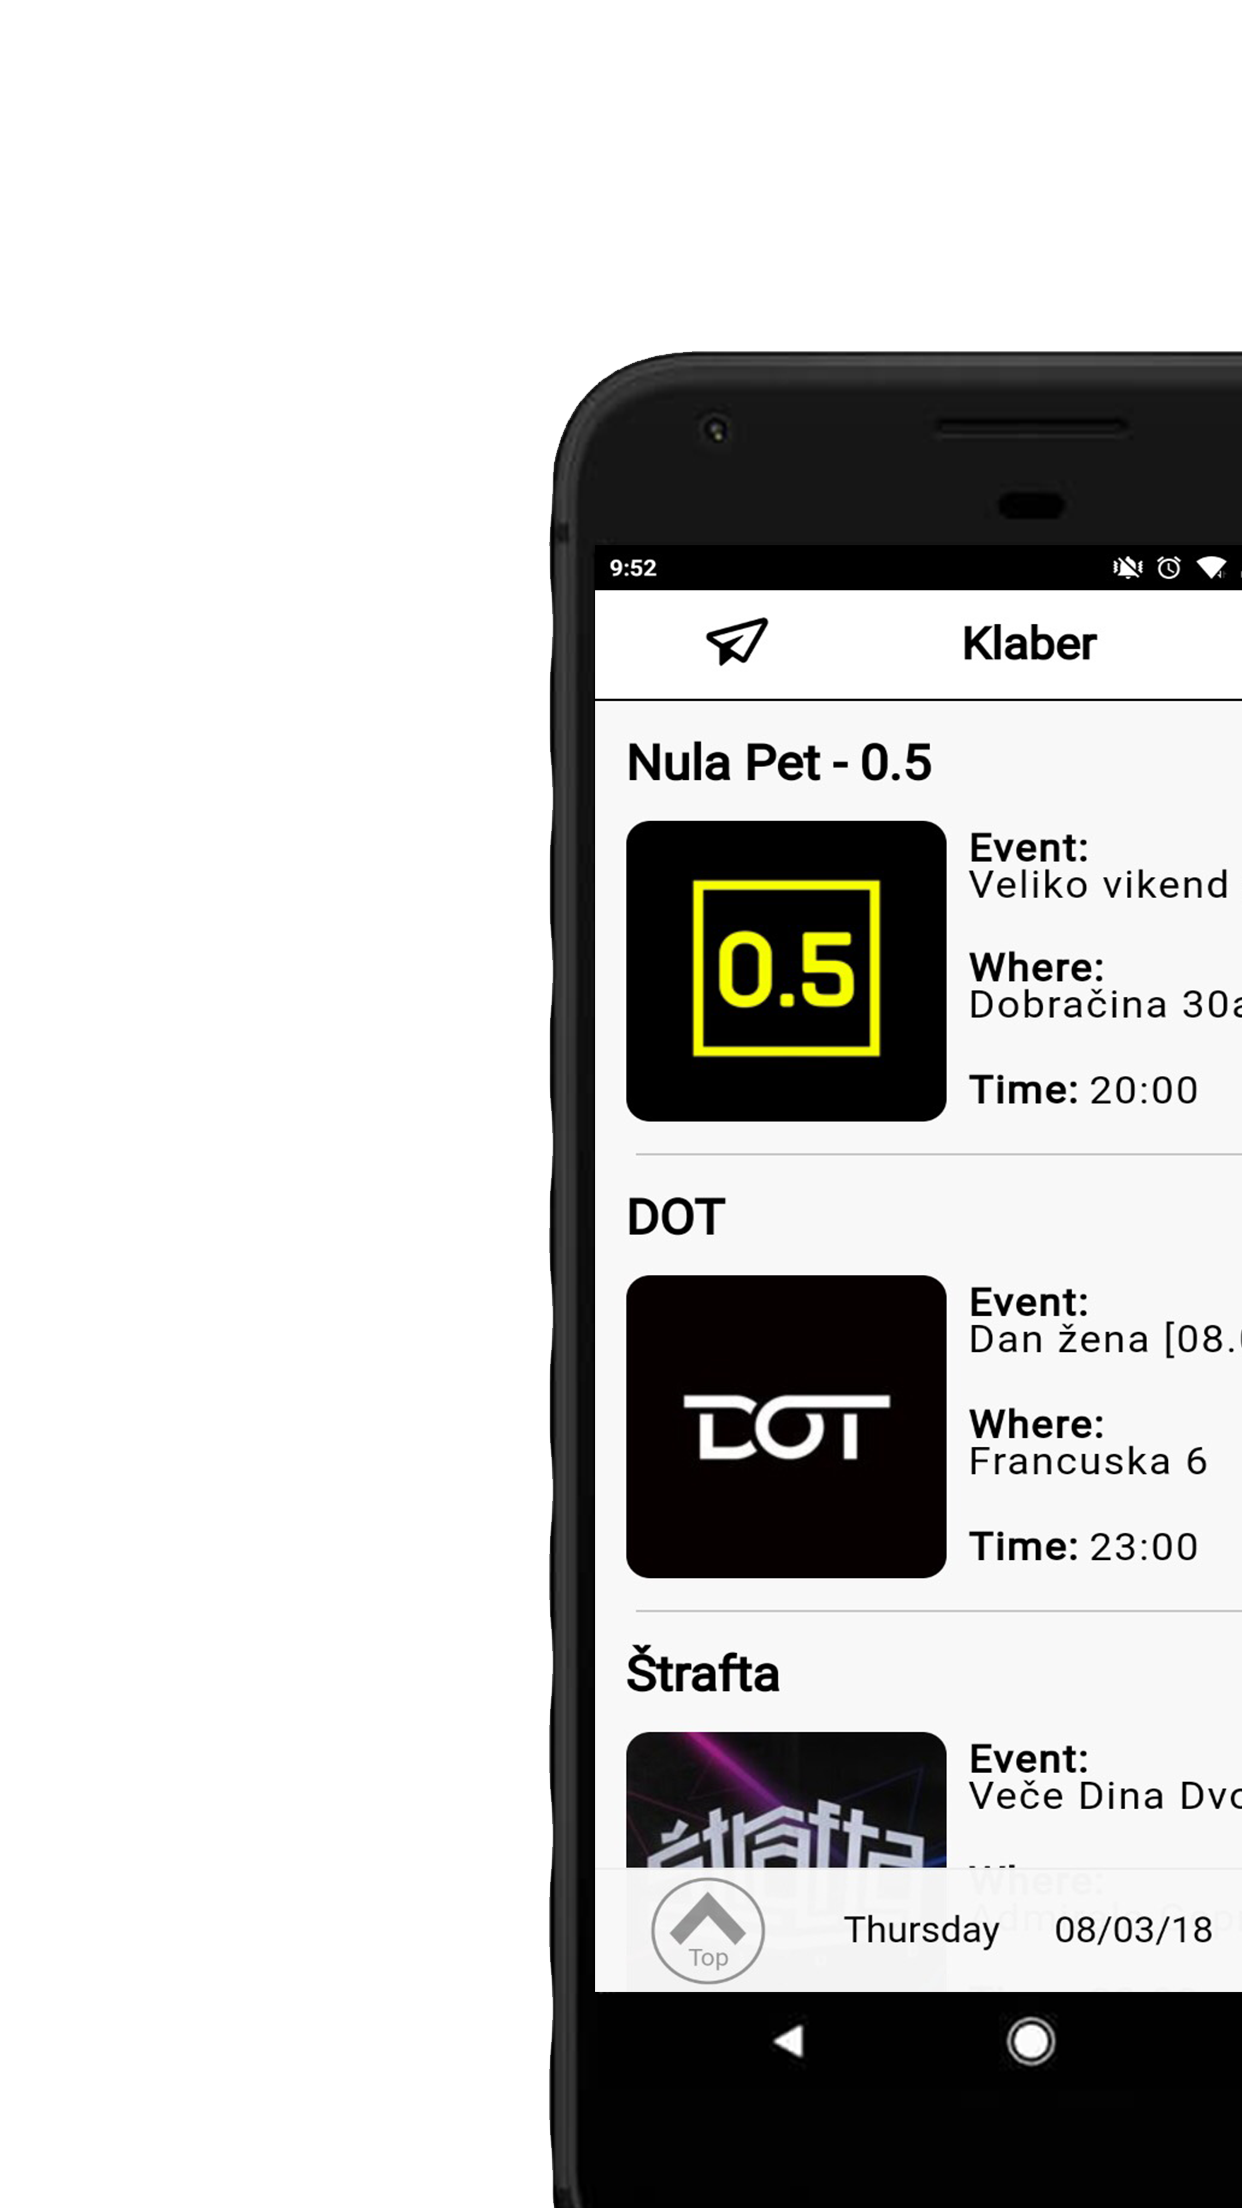 9:52
Klaber
Nula Pet - 0.5
0.5
Event:
Veliko vikend
Where:
Dobračina 30a
Time: 20:00
DOT
DOT
Event:
Dan žena [08.
Where:
Francuska 6
Time: 23:00
Štrafta
štrafta
Event:
Veče Dina Dvo
Where:
Top
Thursday 08/03/18